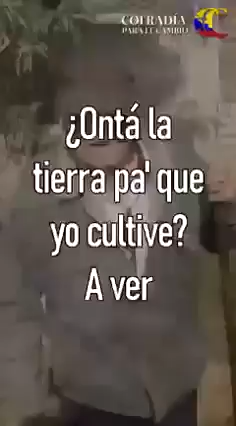 COFRADÍA
PARA EL CAMBIO
¿Ontá la
tierra pa' que
yo cultive?
A ver